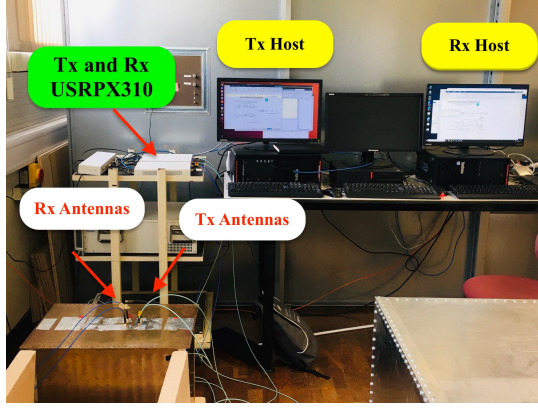 Tx Host
Rx Host
Tx and Rx
USRPX310
Rx Antennas
Tx Antennas